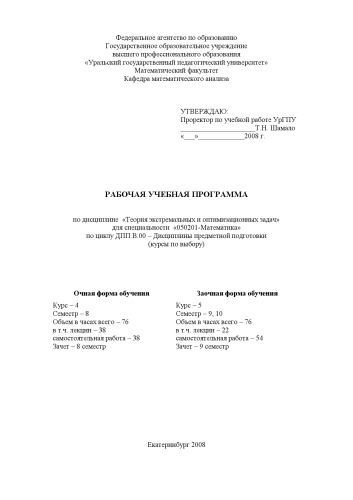 Федеральное агентство по образованию
Государственное образовательное учреждение
высшего профессионального образования
«Уральский государственный педагогический университет»
Математический факультет
Кафедра математического анализа
УТВЕРЖДАЮ:
Проректор по учебной работе УрГПУ
_____________________Т.Н. Шамало
«___»_____________2008 г.
РАБОЧАЯ УЧЕБНАЯ ПРОГРАММА
по дисциплине «Теория экстремальных и оптимизационных задач»
для специальности «050201-Математика»
по циклу ДПП.В.00 – Дисциплины предметной подготовки
(курсы по выбору)
Очная форма обучения
Курс – 4
Семестр – 8
Объем в часах всего – 76
в т.ч. лекции – 38
самостоятельная работа – 38
Зачет – 8 семестр
Заочная форма обучения
Курс – 5
Семестр – 9, 10
Объем в часах всего – 76
в т.ч. лекции – 22
самостоятельная работа – 54
Зачет – 9 семестр
Екатеринбург 2008